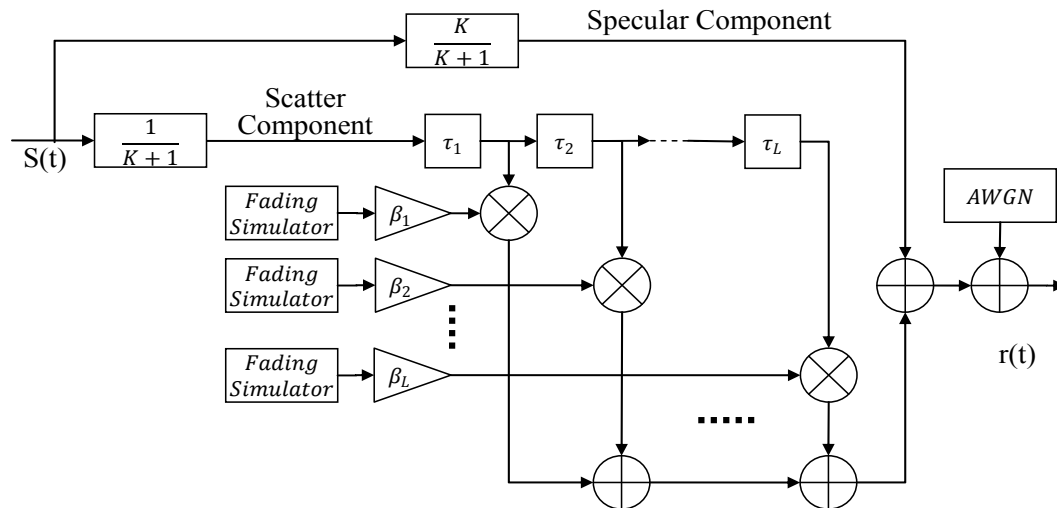 Specular Component
K
K + 1
Scatter
Component
S(t)
1
K + 1
τ1
τ2
τL
Fading
Simulator
β1
AWGN
Fading
Simulator
β2
Fading
Simulator
βL
r(t)